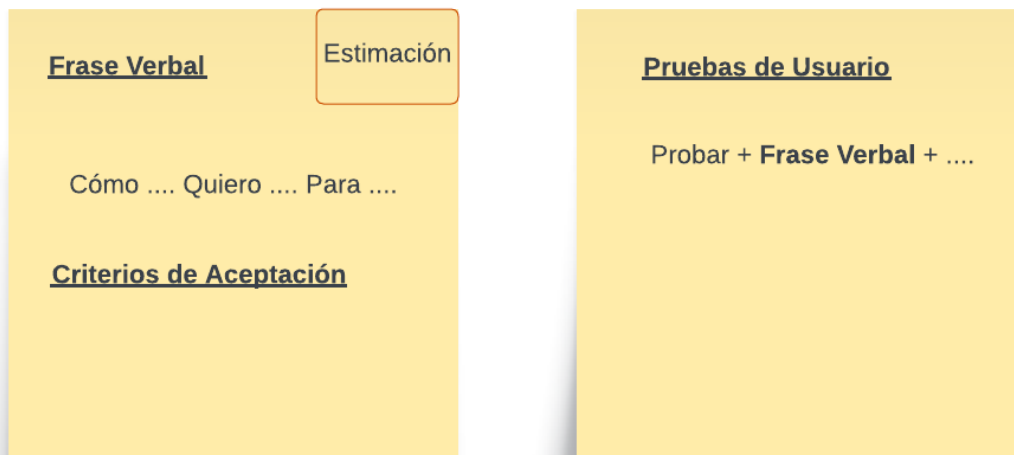 Frase Verbal
Estimación
Cómo .... Quiero .... Para ....
Criterios de Aceptación
Pruebas de Usuario
Probar + Frase Verbal + ....